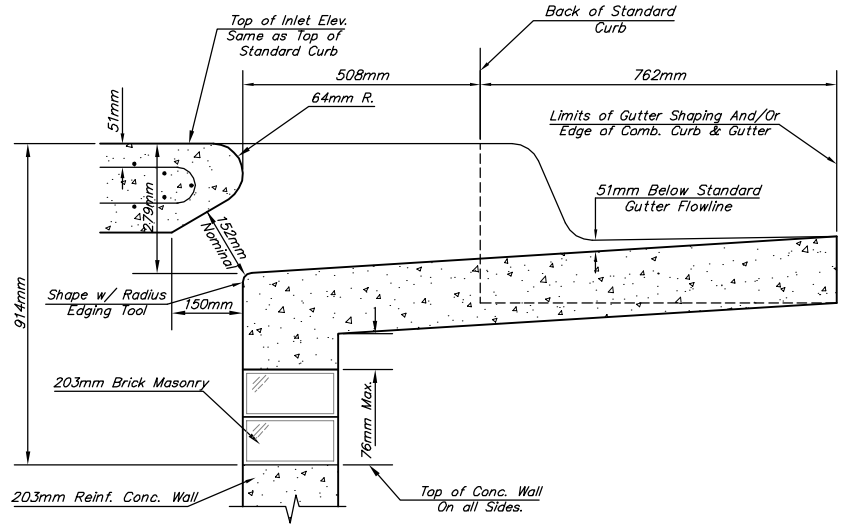 Top of Inlet Elev.
Same as Top of
Standard Curb
Back of Standard
Curb
508mm
762mm
51mm
64mm R.
Limits of Gutter Shaping And/Or
Edge of Comb. Curb & Gutter
279mm
51mm Below Standard
Gutter Flowline
152mm
Nominal
914mm
Shape w/ Radius
Edging Tool
150mm
203mm Brick Masonry
76mm Max.
203mm Reinf. Conc. Wall
Top of Conc. Wall
On all Sides.